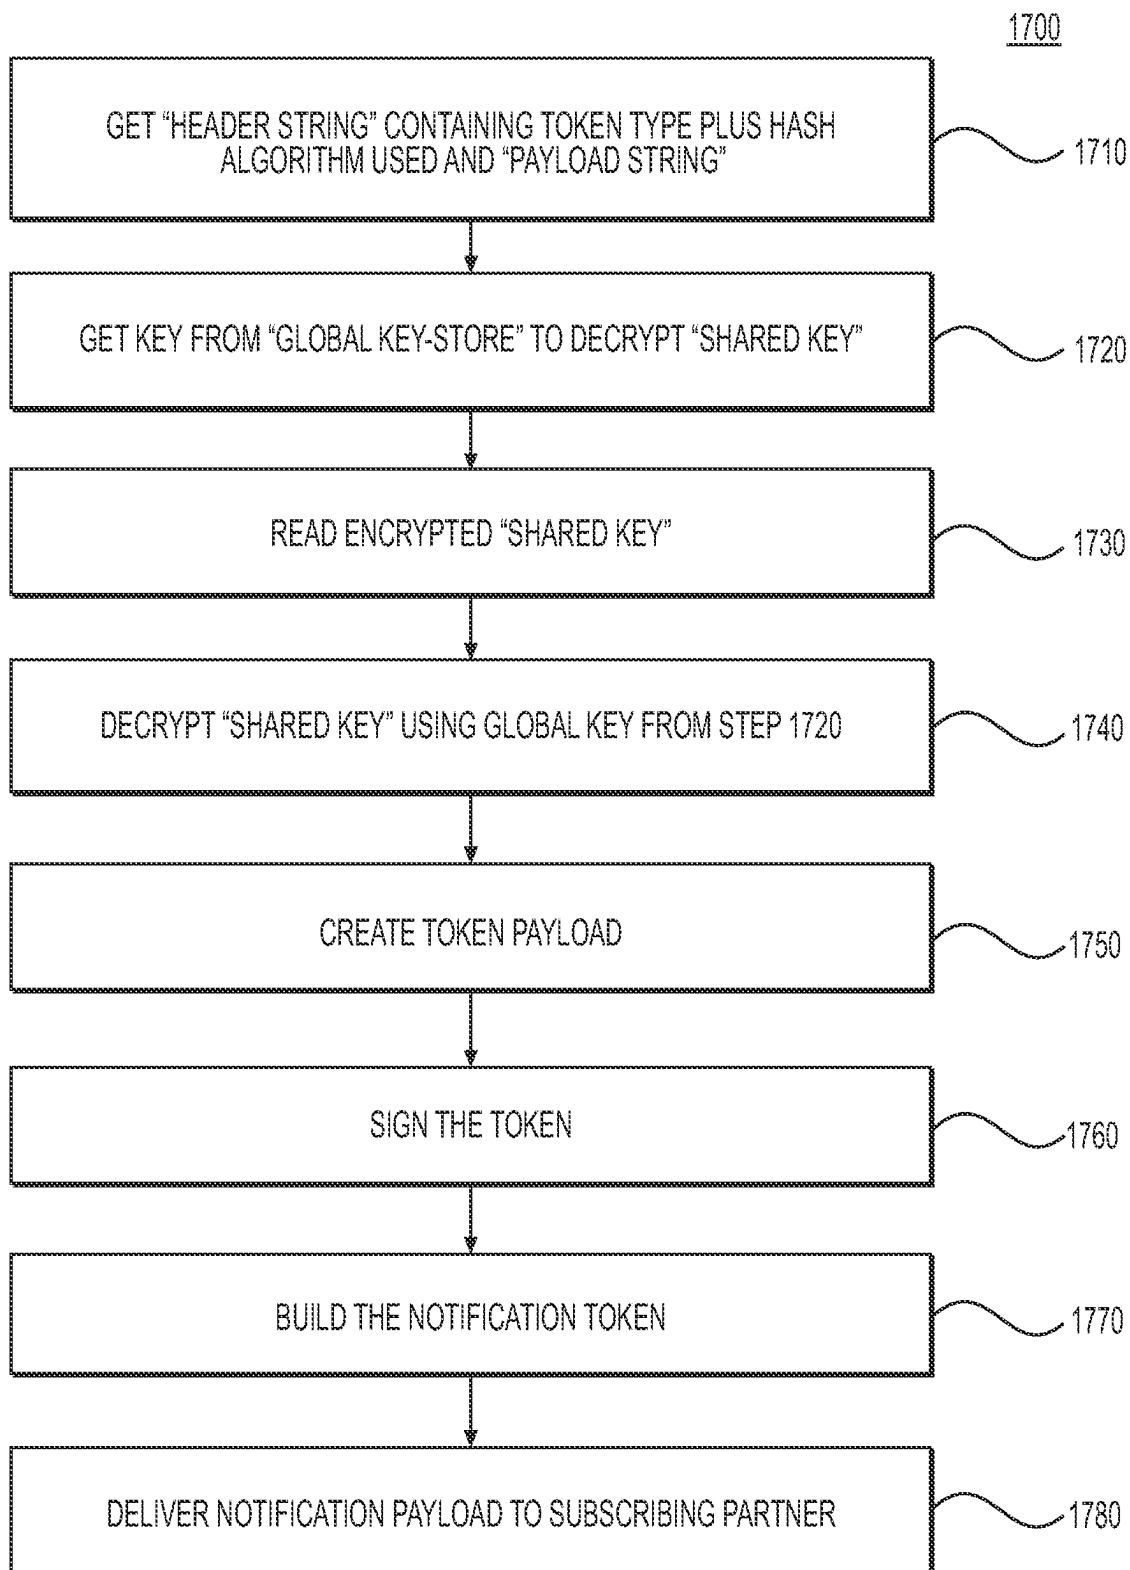 1700
GET “HEADER STRING” CONTAINING TOKEN TYPE PLUS HASH
ALGORITHM USED AND “PAYLOAD STRING”
1710
GET KEY FROM “GLOBAL KEY-STORE” TO DECRYPT “SHARED KEY”
1720
READ ENCRYPTED “SHARED KEY”
1730
DECRYPT “SHARED KEY” USING GLOBAL KEY FROM STEP 1720
1740
CREATE TOKEN PAYLOAD
1750
SIGN THE TOKEN
1760
BUILD THE NOTIFICATION TOKEN
1770
DELIVER NOTIFICATION PAYLOAD TO SUBSCRIBING PARTNER
1780